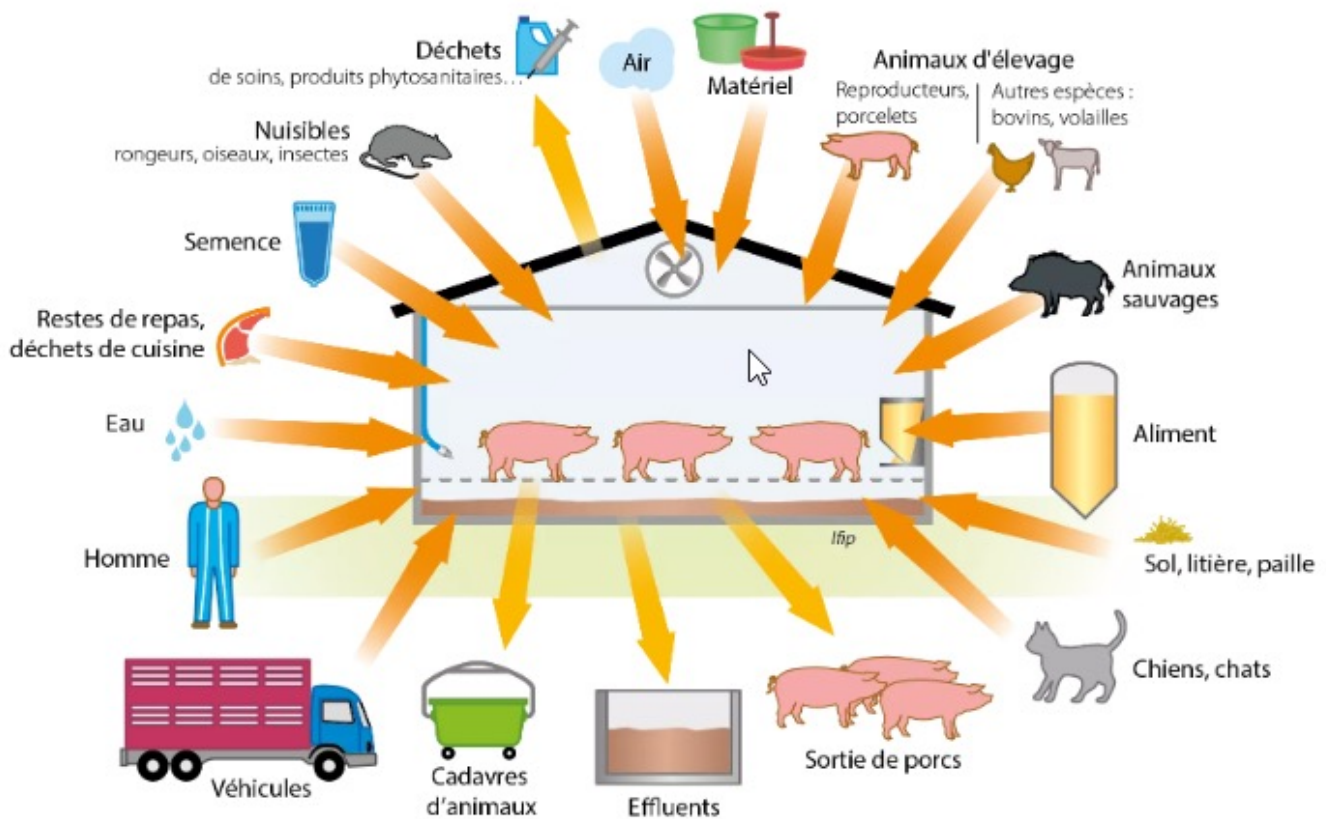 Déchets
de soins, produits phytosanitaires...
Air
Matériel
Animaux d'élevage
Reproducteurs,
porcelets
Autres espèces :
bovins, volailles
Nuisibles
rongeurs, oiseaux, insectes
Semence
Animaux
sauvages
Restes de repas,
déchets de cuisine
Eau
Aliment
Homme
Ifip
Sol, litière, paille
Chiens, chats
Véhicules
Cadavres
d'animaux
Effluents
Sortie de porcs